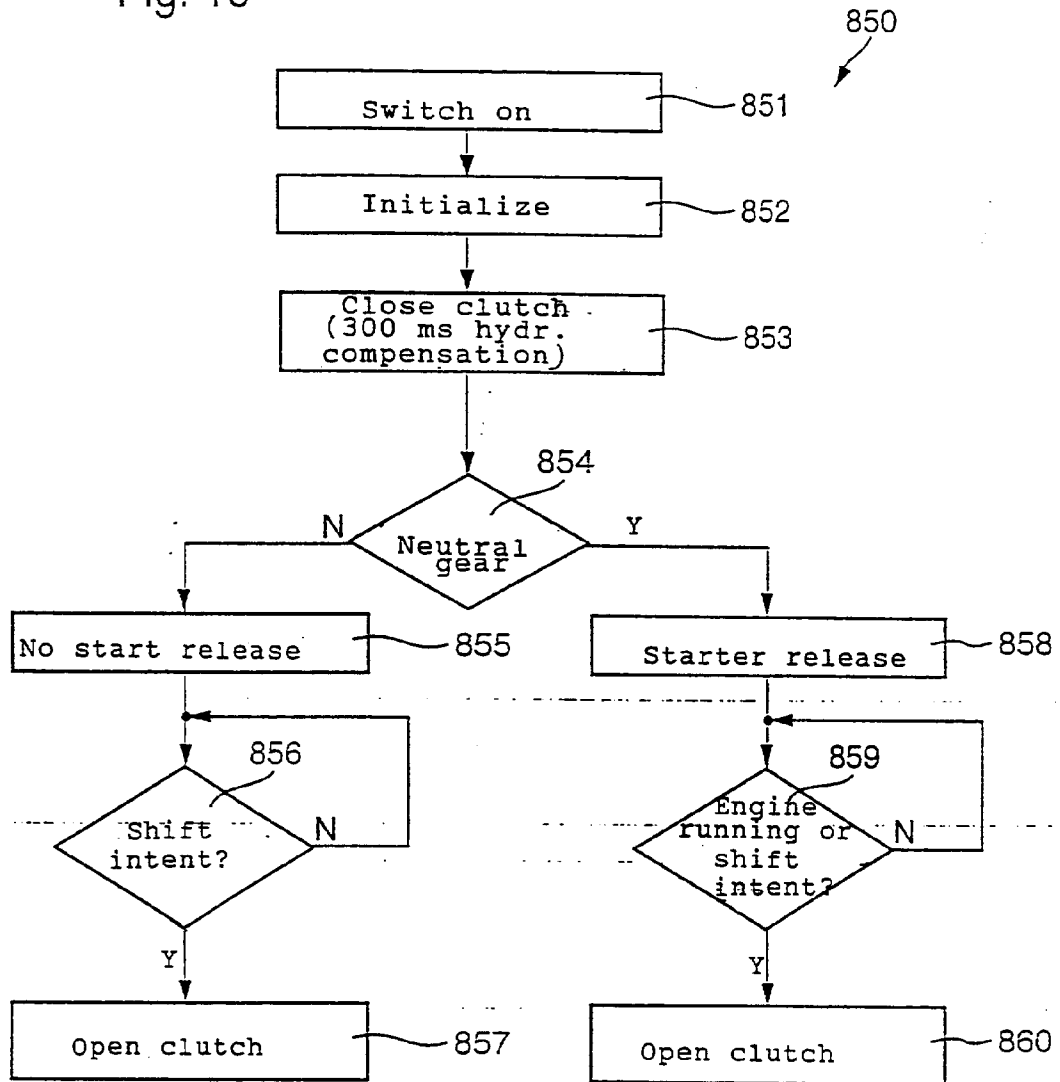 Fig.
850
Switch on
851
Initialize
852
Close clutch
(300 ms hydr.
compensation)
853
854
N
Y
Neutral
gear
No start release
855
Starter release
858
856
859
Shift
intent?
N
Engine
running or
shift
intent?
N
Y
Y
Open clutch
857
Open clutch
860